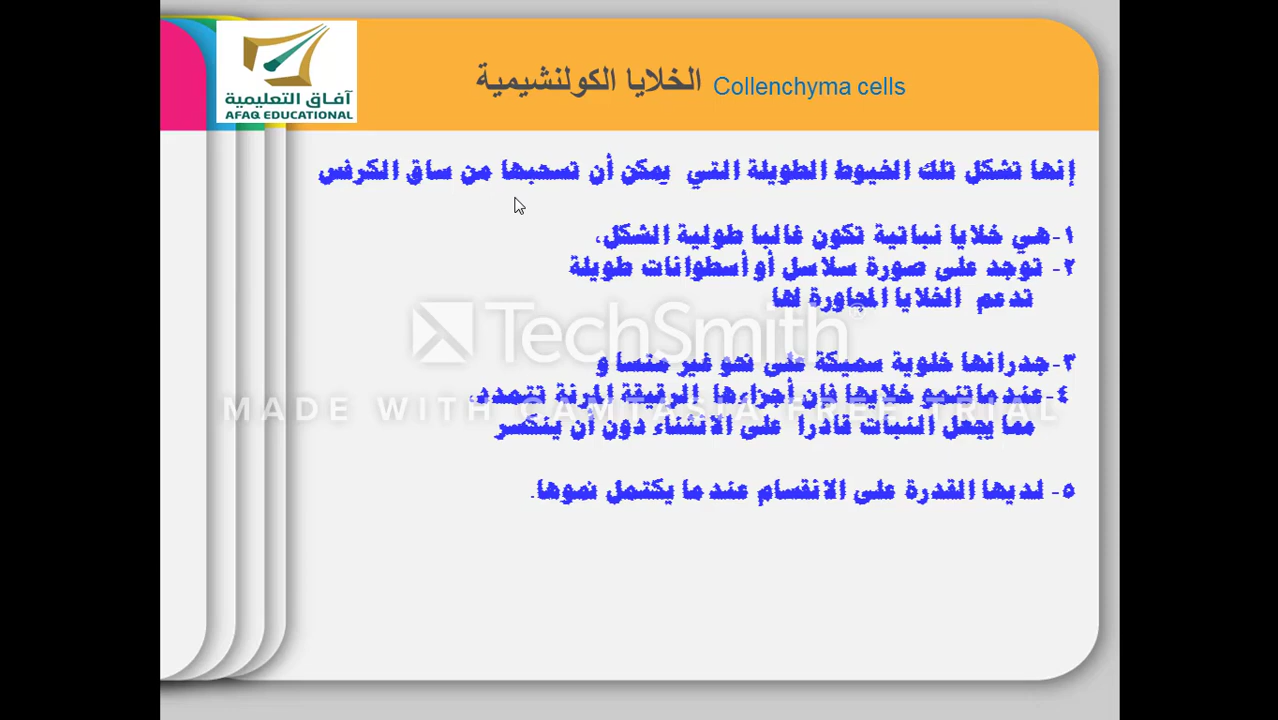 آفاق التعليمية
AFAQ EDUCATIONAL
الخلايا الكولنشيمية Collenchyma cells
إنها تشكل تلك الخيوط الطويلة التي يمكن أن تسحبها من ساق الكرفس
١-هي خلايا نباتية تكون غالبا طولية الشكل،
٢- توجد على صورة سلاسل أو أسطوانات طويلة
تدعم الخلايا المجاورة لها
TechSmith
٣-جدرانها خلوية سميكة على نحو غير متسا و
٤-عند ماتنمو خلايها فإن أجزاءها الرقيقة المرنة تتمدد،
MADE WITH CAMTASIA FREE TRIAL
مما يجعل النبات قادرا على الانثناء دون أن ينكسر
٥- لديها القدرة على الانقسام عند ما يكتمل نموها.